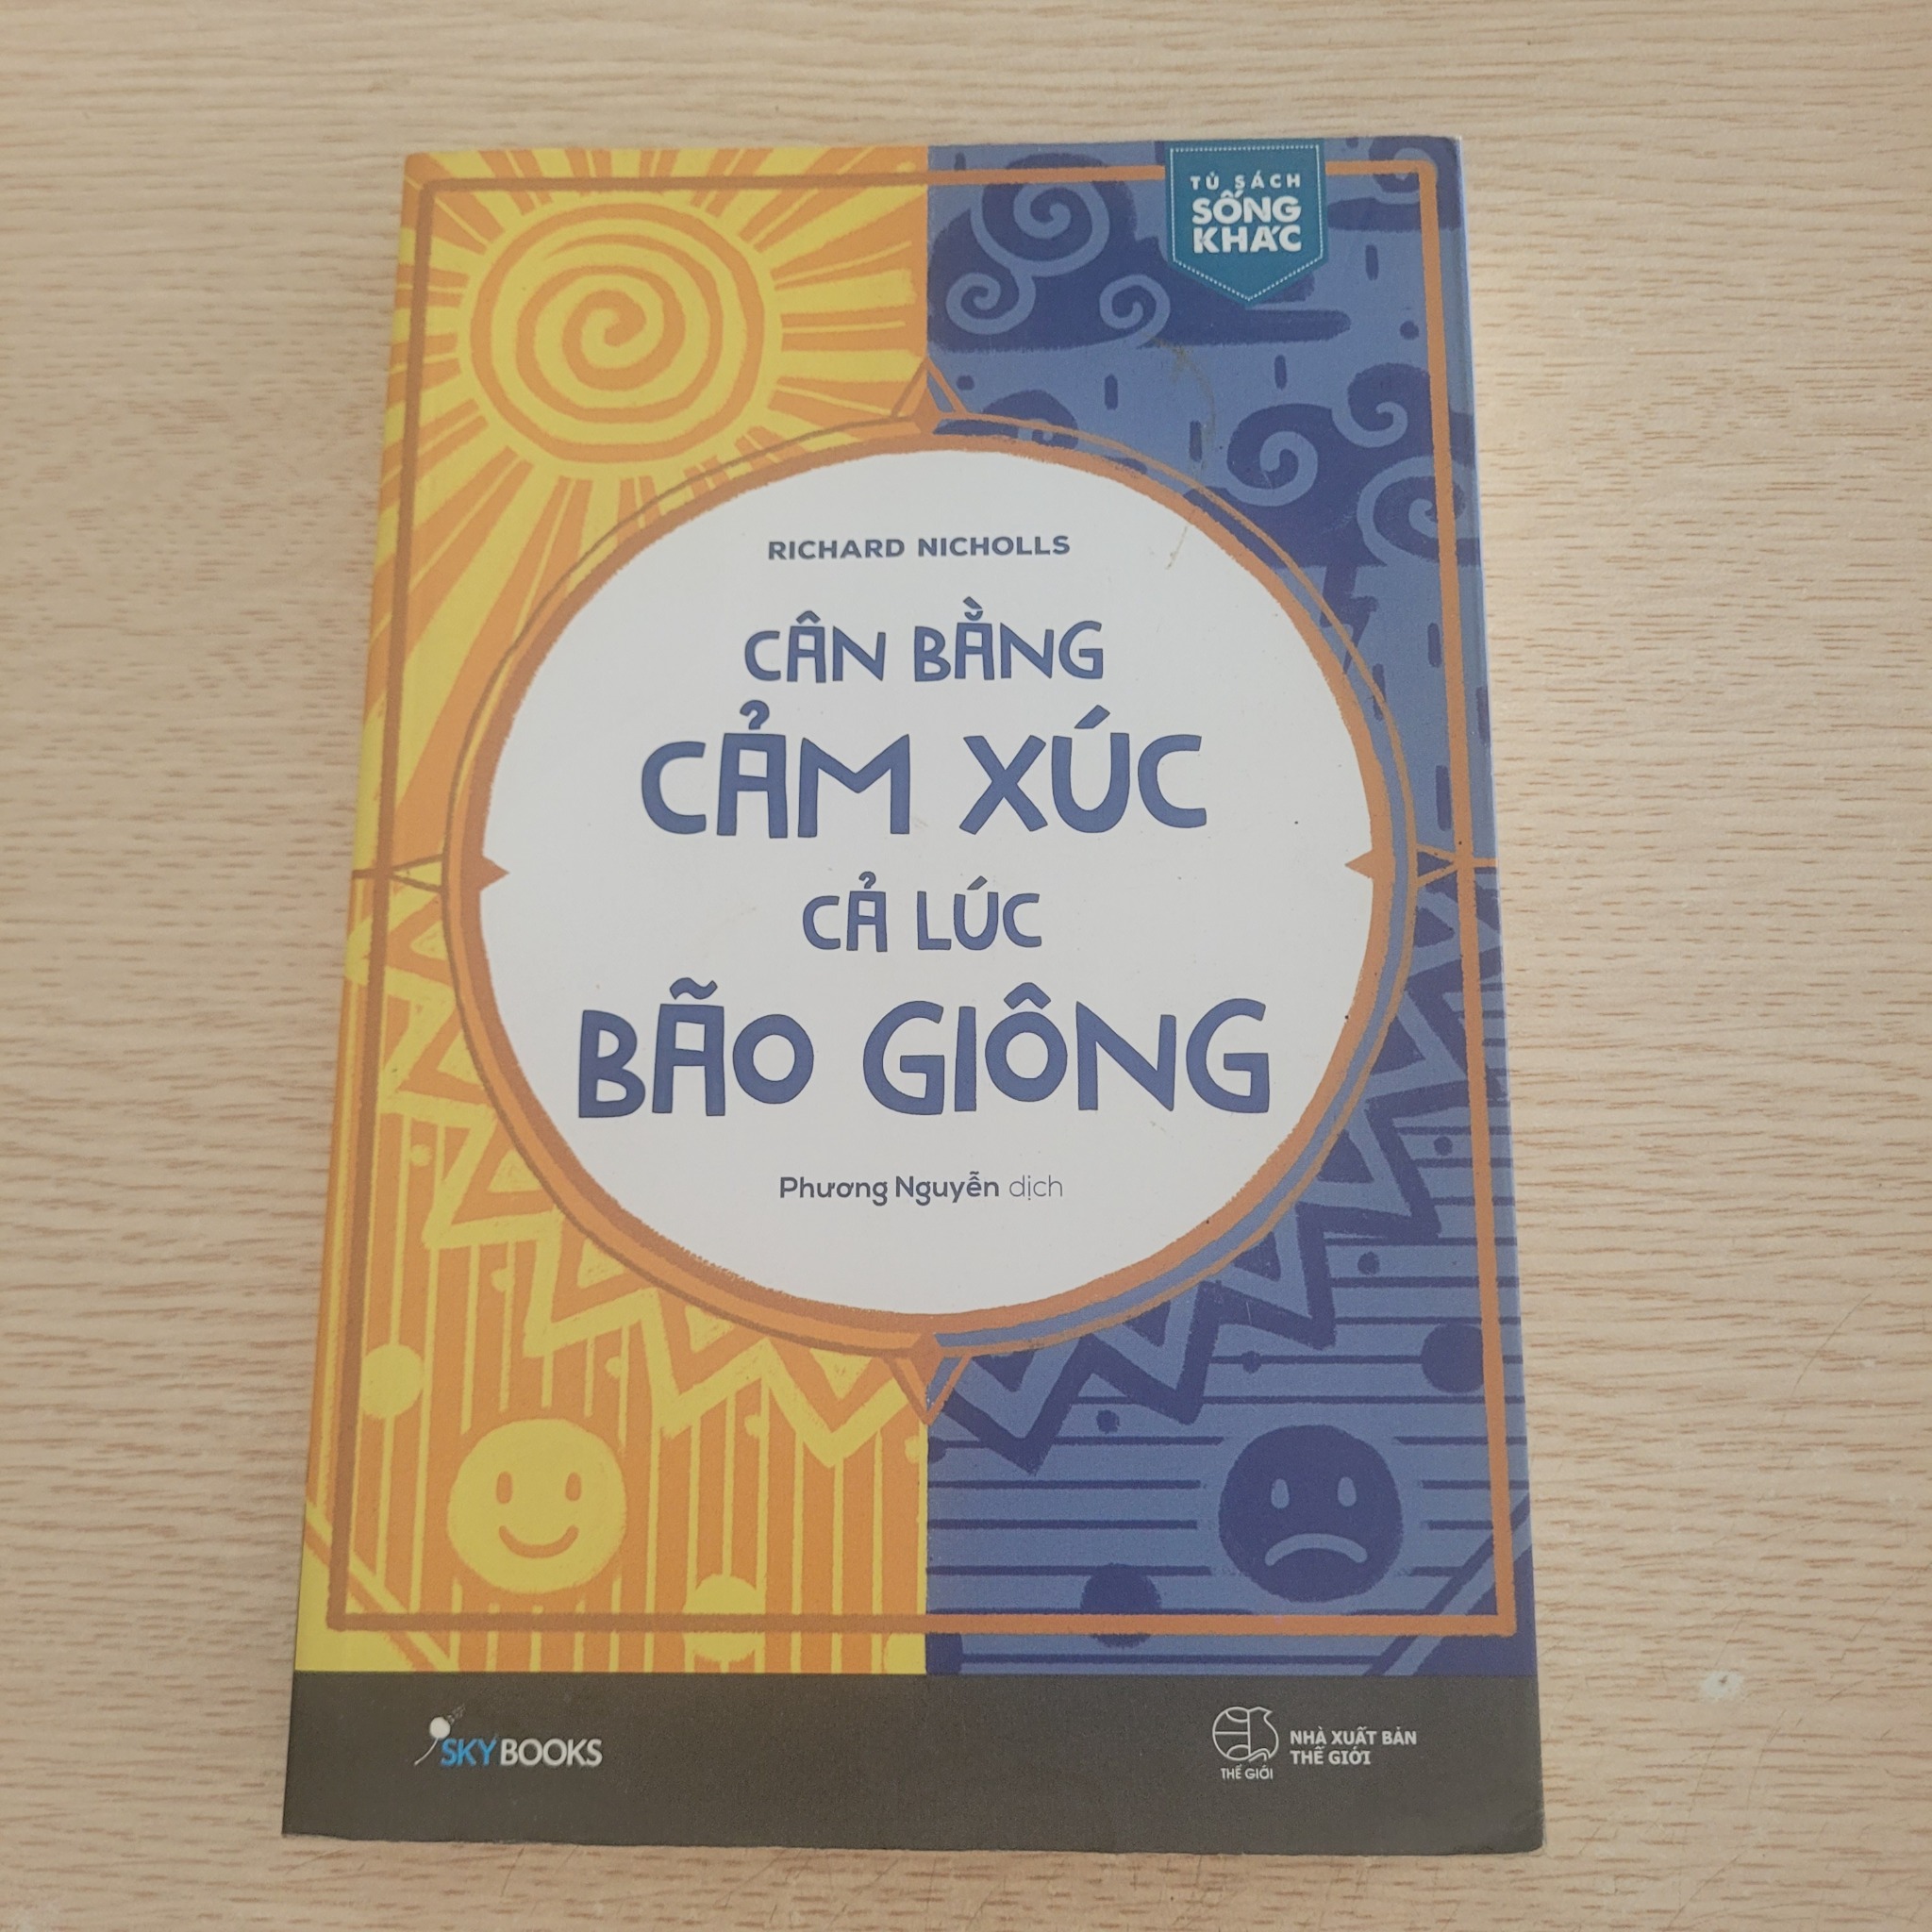 TỦ SÁCH
SỐNG
KHÁC
RICHARD NICHOLLS
CÂN BẰNG
CẢM XÚC
CẢ LÚC
BÃO GIÔNG
Phương Nguyễn dịch
SKYBOOKS
THẾ GIỚI
NHÀ XUẤT BẢN
THẾ GIỚI